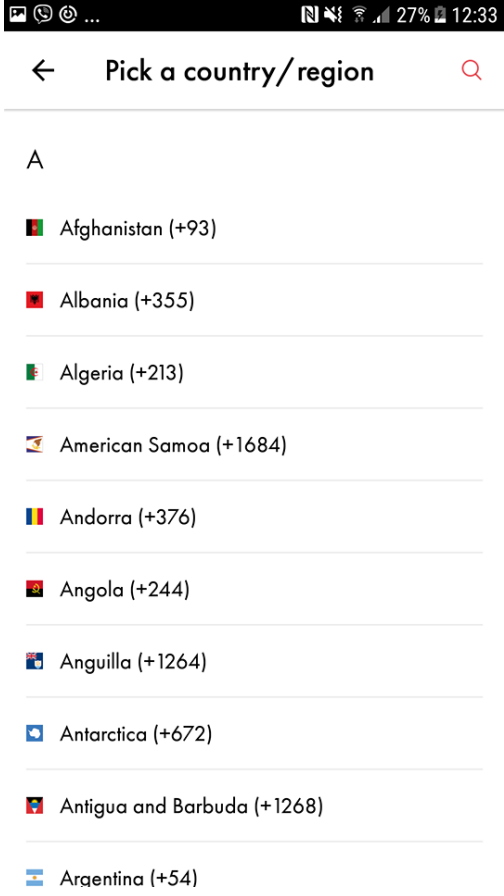 ... 27% 12:33
Pick a country/region
A
Afghanistan (+93)
Albania (+355)
Algeria (+213)
American Samoa (+1684)
Andorra (+376)
Angola (+244)
Anguilla (+1264)
Antarctica (+672)
Antigua and Barbuda (+1268)
Argentina (+54)